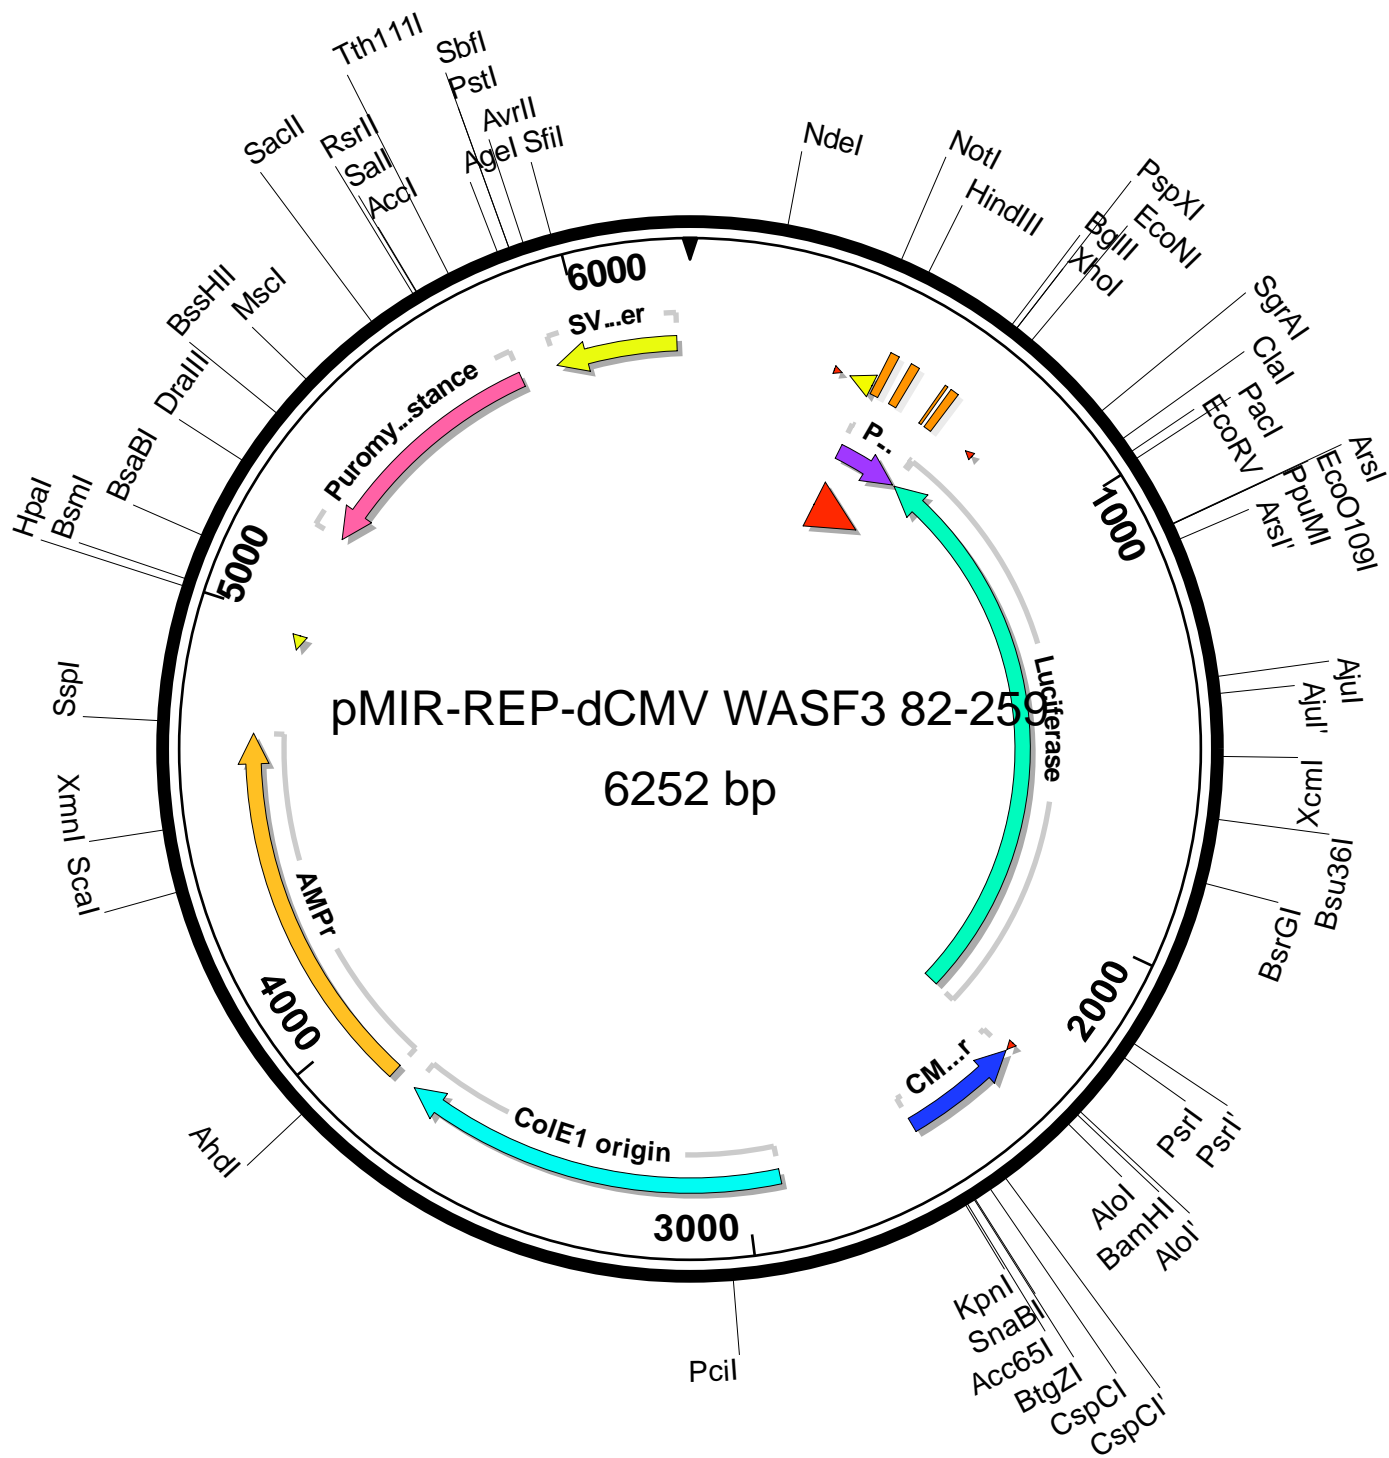 Tth111I
SbfI
PstI
AvrII
AgeI
SfiI
SacII
RsrII
SalI
AccI
NdeI
NotI
HindIII
PspXI
EcoNI
BglII
XhoI
SgrAI
ClaI
PacI
EcoRV
ArsI
EcoO109I
PpuMI
ArsI'
AjuI
AjuI'
XcmI
Bsu36I
BsrGI
PsrI'
PsrI
AloI
BamHI
AloI'
KpnI
SnaBI
Acc65I
BtgZI
CspCI
CspCI'
PciI
AhdI
ScaI
XmnI
SspI
HpaI
BsmI
BsaBI
DraIII
BssHII
MscI
6000
1000
2000
3000
4000
5000
SV...er
P...
Luciferase
CM...r
ColE1 origin
AMPr
Puromy...stance
pMIR-REP-dCMV WASF3 82-259
6252 bp